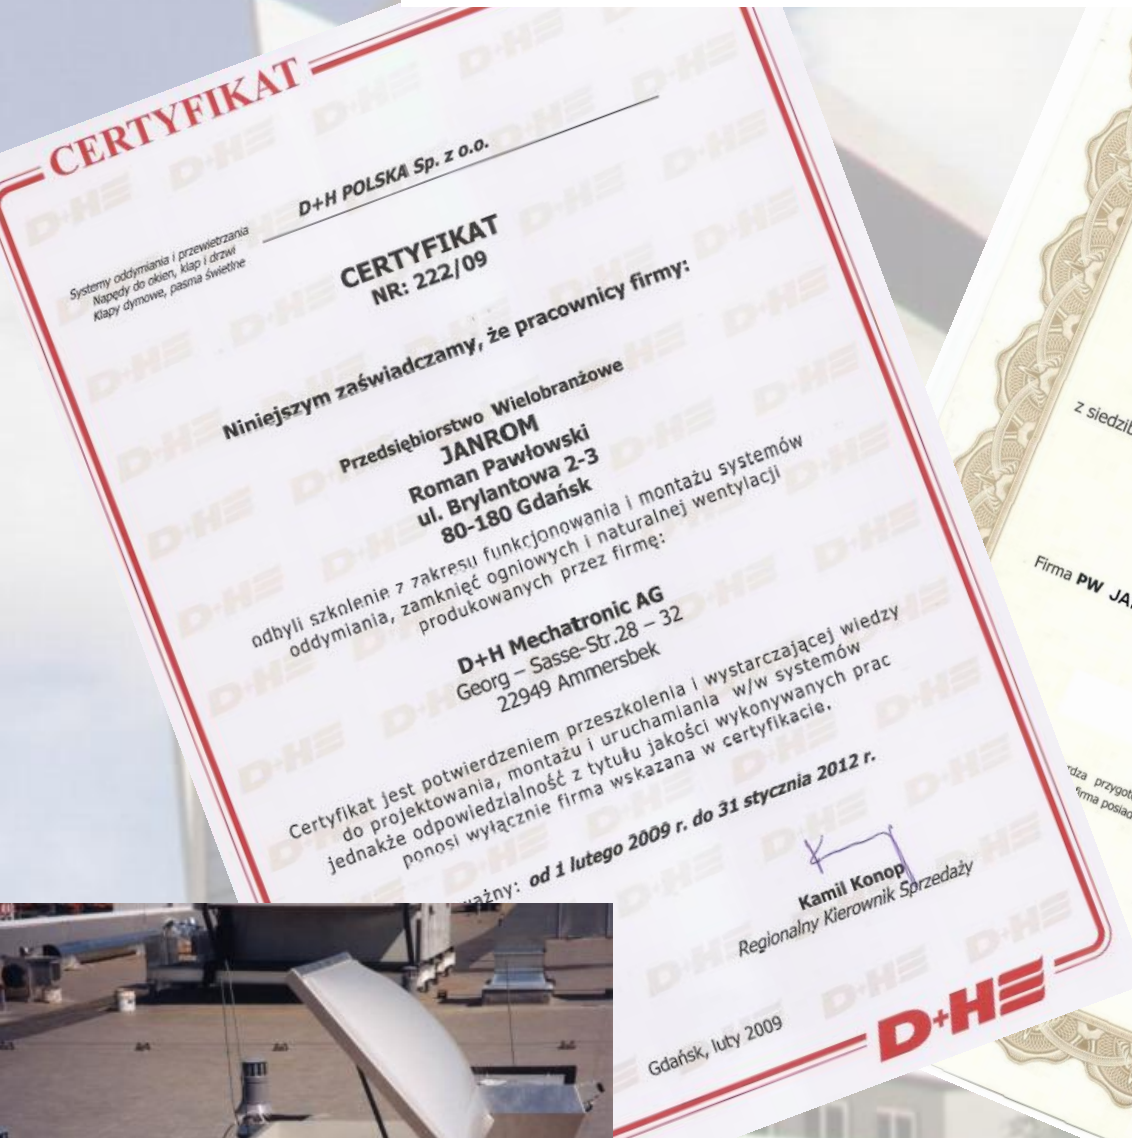 CERTYFIKAT
D+H POLSKA Sp. z o.o.
Systemy oddymiania i przewietrzania
Napędy do okien, klap i drzwi
Klapy dymowe, pasma świetlne
CERTYFIKAT
NR: 222/09
Niniejszym zaświadczamy, że pracownicy firmy:
Przedsiębiorstwo Wielobranżowe
JANROM
Roman Pawłowski
ul. Brylantowa 2-3
80-180 Gdańsk
odbyli szkolenie z zakresu funkcjonowania i montażu systemów
oddymiania, zamknięć ogniowych i naturalnej wentylacji
produkowanych przez firmę:
D+H Mechatronic AG
Georg – Sasse-Str.28 – 32
22949 Ammersbek
Certyfikat jest potwierdzeniem przeszkolenia i wystarczającej wiedzy
do projektowania, montażu i uruchamiania w/w systemów
jednakże odpowiedzialność z tytułu jakości wykonywanych prac
ponosi wyłącznie firma wskazana w certyfikacie.
ważny: od 1 lutego 2009 r. do 31 stycznia 2012 r.
Kamil Konop
Regionalny Kierownik Sprzedaży
Gdańsk, luty 2009
D+H
z siedzib
Firma PW JA
rdza przygot
firma posiad